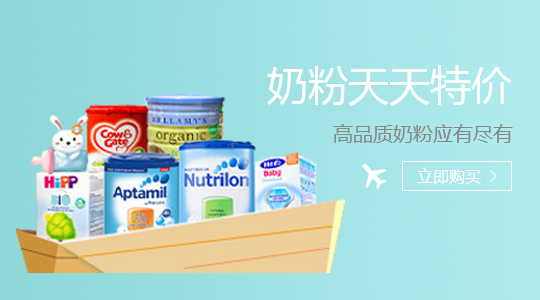 奶粉天天特价
高品质奶粉应有尽有
立即购买
Cow & Gate
BELLAMY'S
organic
HiPP
BIO
Aptamil
Nutrilon
Baby